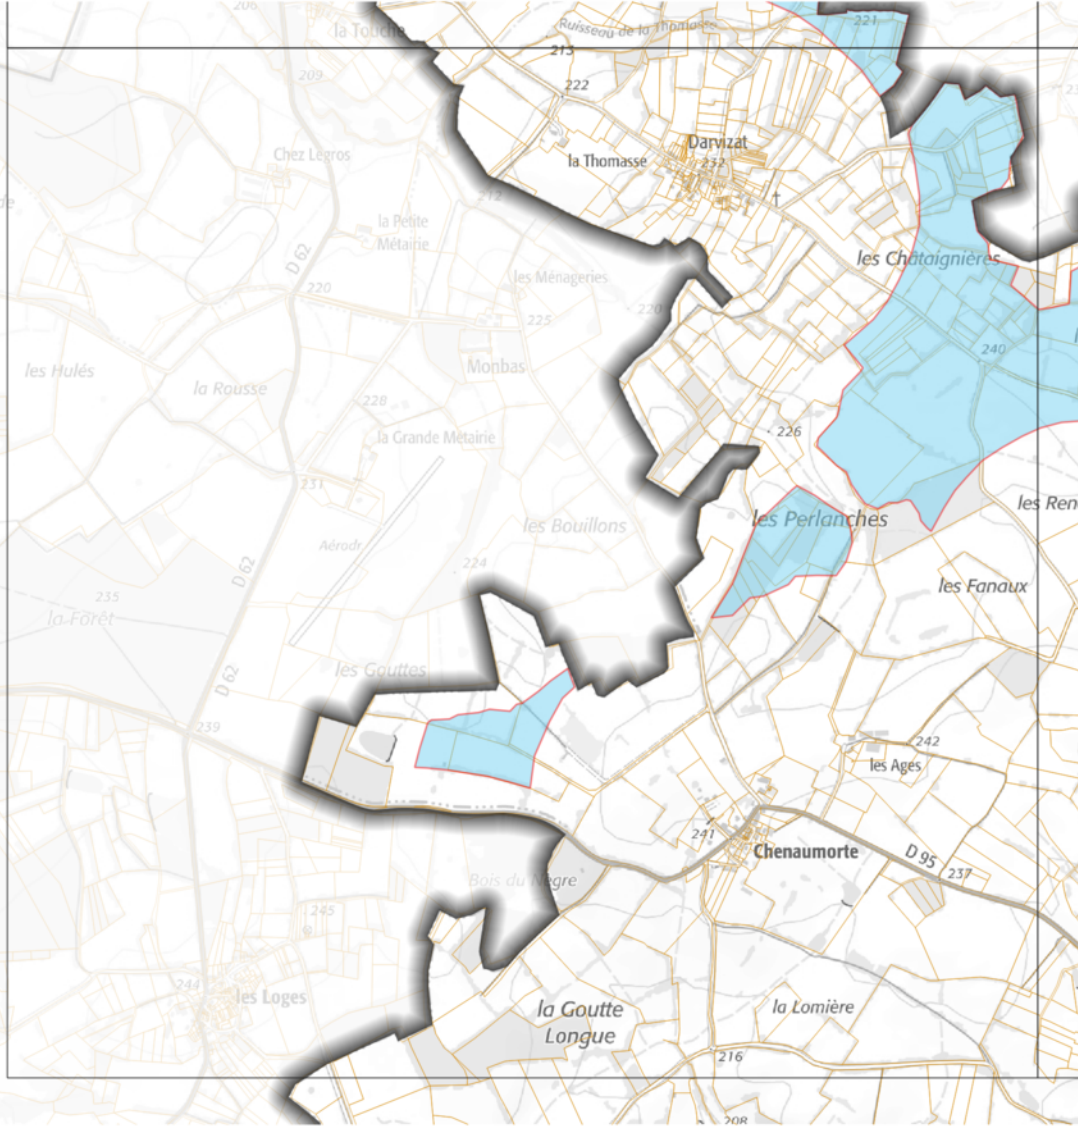 206
221
la Touche
Ruisseau de la Thomasse
213
209
222
Darvizat
Chez Légros
la Thomasse
232
212
la Petite
Métairie
D 62
les Châtaignières
les Ménageries
220
220
225
240
les Hulés
Monbas
la Rousse
228
226
la Grande Métairie
231
les Ren
les Perlanches
les Bouillons
Aérodr
D 62
224
les Fanaux
235
la Forêt
les Gouttes
D 62
239
242
les Ages
241
Chenaumorte
D 95
237
Bois du Nègre
245
244
les Loges
la Goutte
Longue
la Lomière
216
208